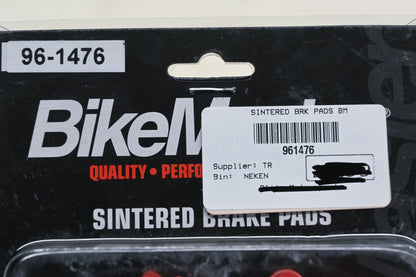 96-1476
BikeM
QUALITY • PERFO
SINTERED BRK PADS BM
961476
Supplier: TR
Bin: NEKEN
SINTERED BRAKE PADS